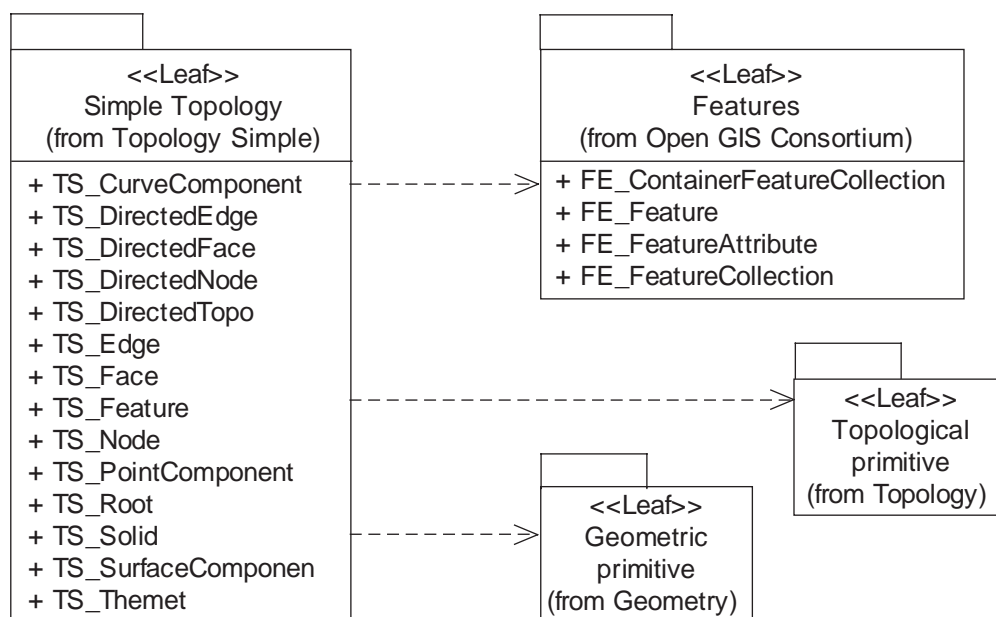 <<Leaf>>
Simple Topology
(from Topology Simple)
+ TS_CurveComponent
+ TS_DirectedEdge
+ TS_DirectedFace
+ TS_DirectedNode
+ TS_DirectedTopo
+ TS_Edge
+ TS_Face
+ TS_Feature
+ TS_Node
+ TS_PointComponent
+ TS_Root
+ TS_Solid
+ TS_SurfaceComponen
+ TS_Themet
<<Leaf>>
Features
(from Open GIS Consortium)
+ FE_ContainerFeatureCollection
+ FE_Feature
+ FE_FeatureAttribute
+ FE_FeatureCollection
<<Leaf>>
Topological
primitive
(from Topology)
<<Leaf>>
Geometric
primitive
(from Geometry)